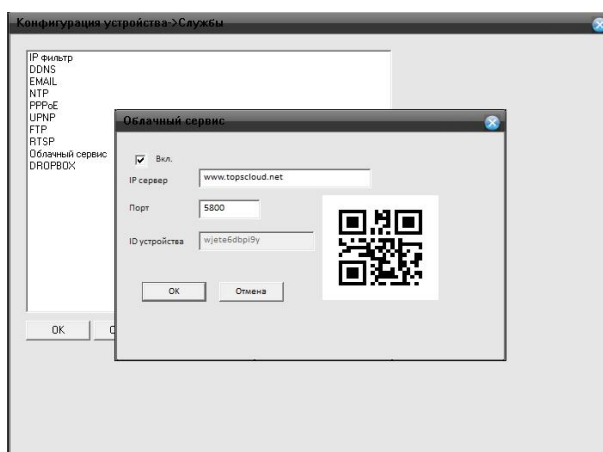 Конфигурация устройства->Службы
IP фильтр
DDNS
EMAIL
NTP
PPPoE
UPNP
FTP
RTSP
Облачный сервис
DROPBOX
Облачный сервис
Вкл.
IP сервер www.topscloud.net
Порт 5800
ID устройства wjete6dbpi9y
ОК Отмена
OK